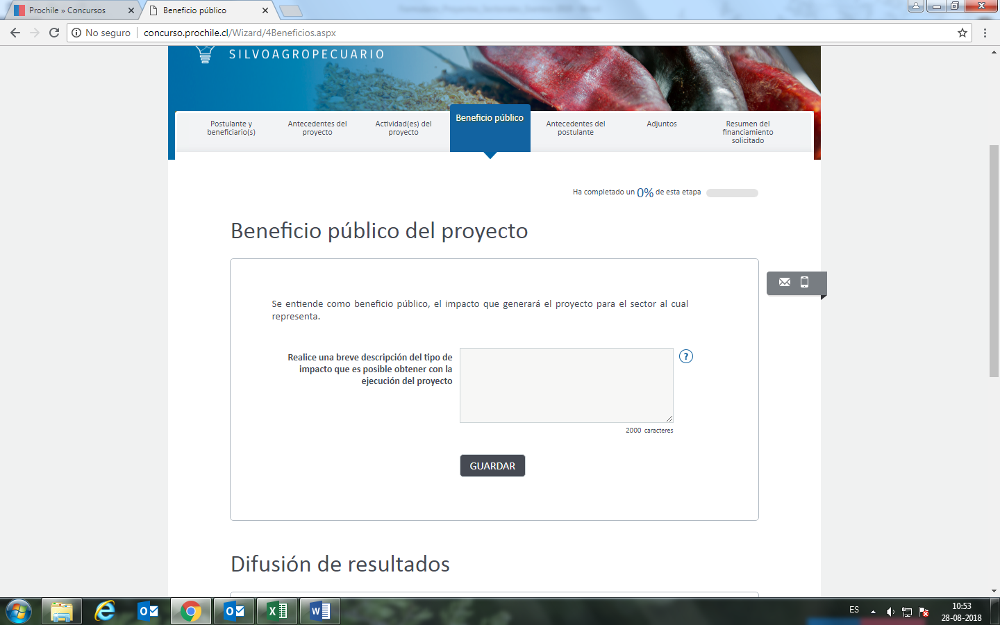 Prochile » Concursos
Beneficio público
No seguro
concurso.prochile.cl/Wizard/4Beneficios.aspx
SILVOAGROPECUARIO
Postulante y
beneficiario(s)
Antecedentes del
proyecto
Actividad(es) del
proyecto
Beneficio público
Antecedentes del
postulante
Adjuntos
Resumen del
financiamiento
solicitado
Ha completado un 0% de esta etapa
Beneficio público del proyecto
Se entiende como beneficio público, el impacto que generará el proyecto para el sector al cual
representa.
Realice una breve descripción del tipo de
impacto que es posible obtener con la
ejecución del proyecto
?
2000 caracteres
GUARDAR
Difusión de resultados
ES
10:53
28-08-2018